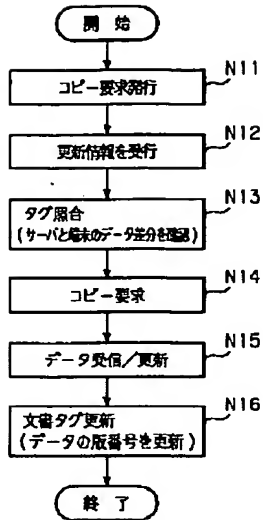 開 始
コピー要求発行
N11
更新情報を受行
N12
タグ照合
(サーバと端末のデータ差分を確認)
N13
コピー要求
N14
データ受信/更新
N15
文書タグ更新
(データの版番号を更新)
N16
終 了